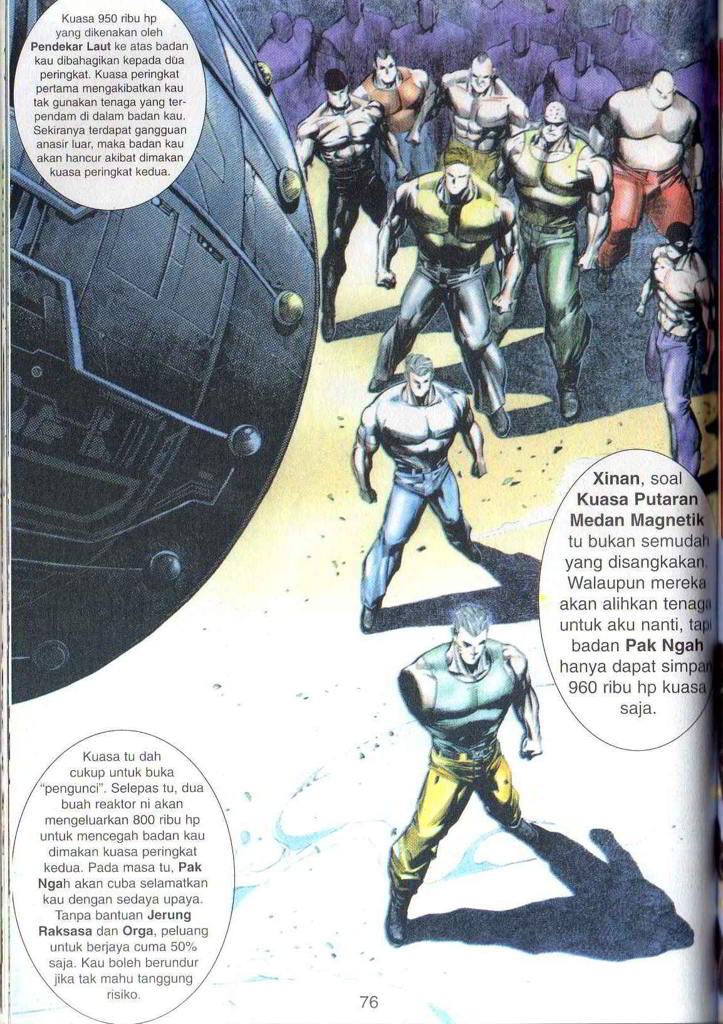 Kuasa 950 ribu hp
yang dikenakan oleh
Pendekar Laut ke atas badan
kau dibahagikan kepada dua
peringkat. Kuasa peringkat
pertama mengakibatkan kau
tak gunakan tenaga yang ter-
pendam di dalam badan kau.
Sekiranya terdapat gangguan
anasir luar, maka badan kau
akan hancur akibat dimakan
kuasa peringkat kedua.
Xinan, soal
Kuasa Putaran
Medan Magnetik
tu bukan semudah
yang disangkakan.
Walaupun mereka
akan alihkan tenaga
untuk aku nanti, tapi
badan Pak Ngah
hanya dapat simpan
960 ribu hp kuasa
saja.
Kuasa tu dah
cukup untuk buka
"pengunci". Selepas tu, dua
buah reaktor ni akan
mengeluarkan 800 ribu hp
untuk mencegah badan kau
dimakan kuasa peringkat
kedua. Pada masa tu, Pak
Ngah akan cuba selamatkan
kau dengan sedaya upaya.
Tanpa bantuan Jerung
Raksasa dan Orga, peluang
untuk berjaya cuma 50%
saja. Kau boleh berundur
jika tak mahu tanggung
risiko.
76